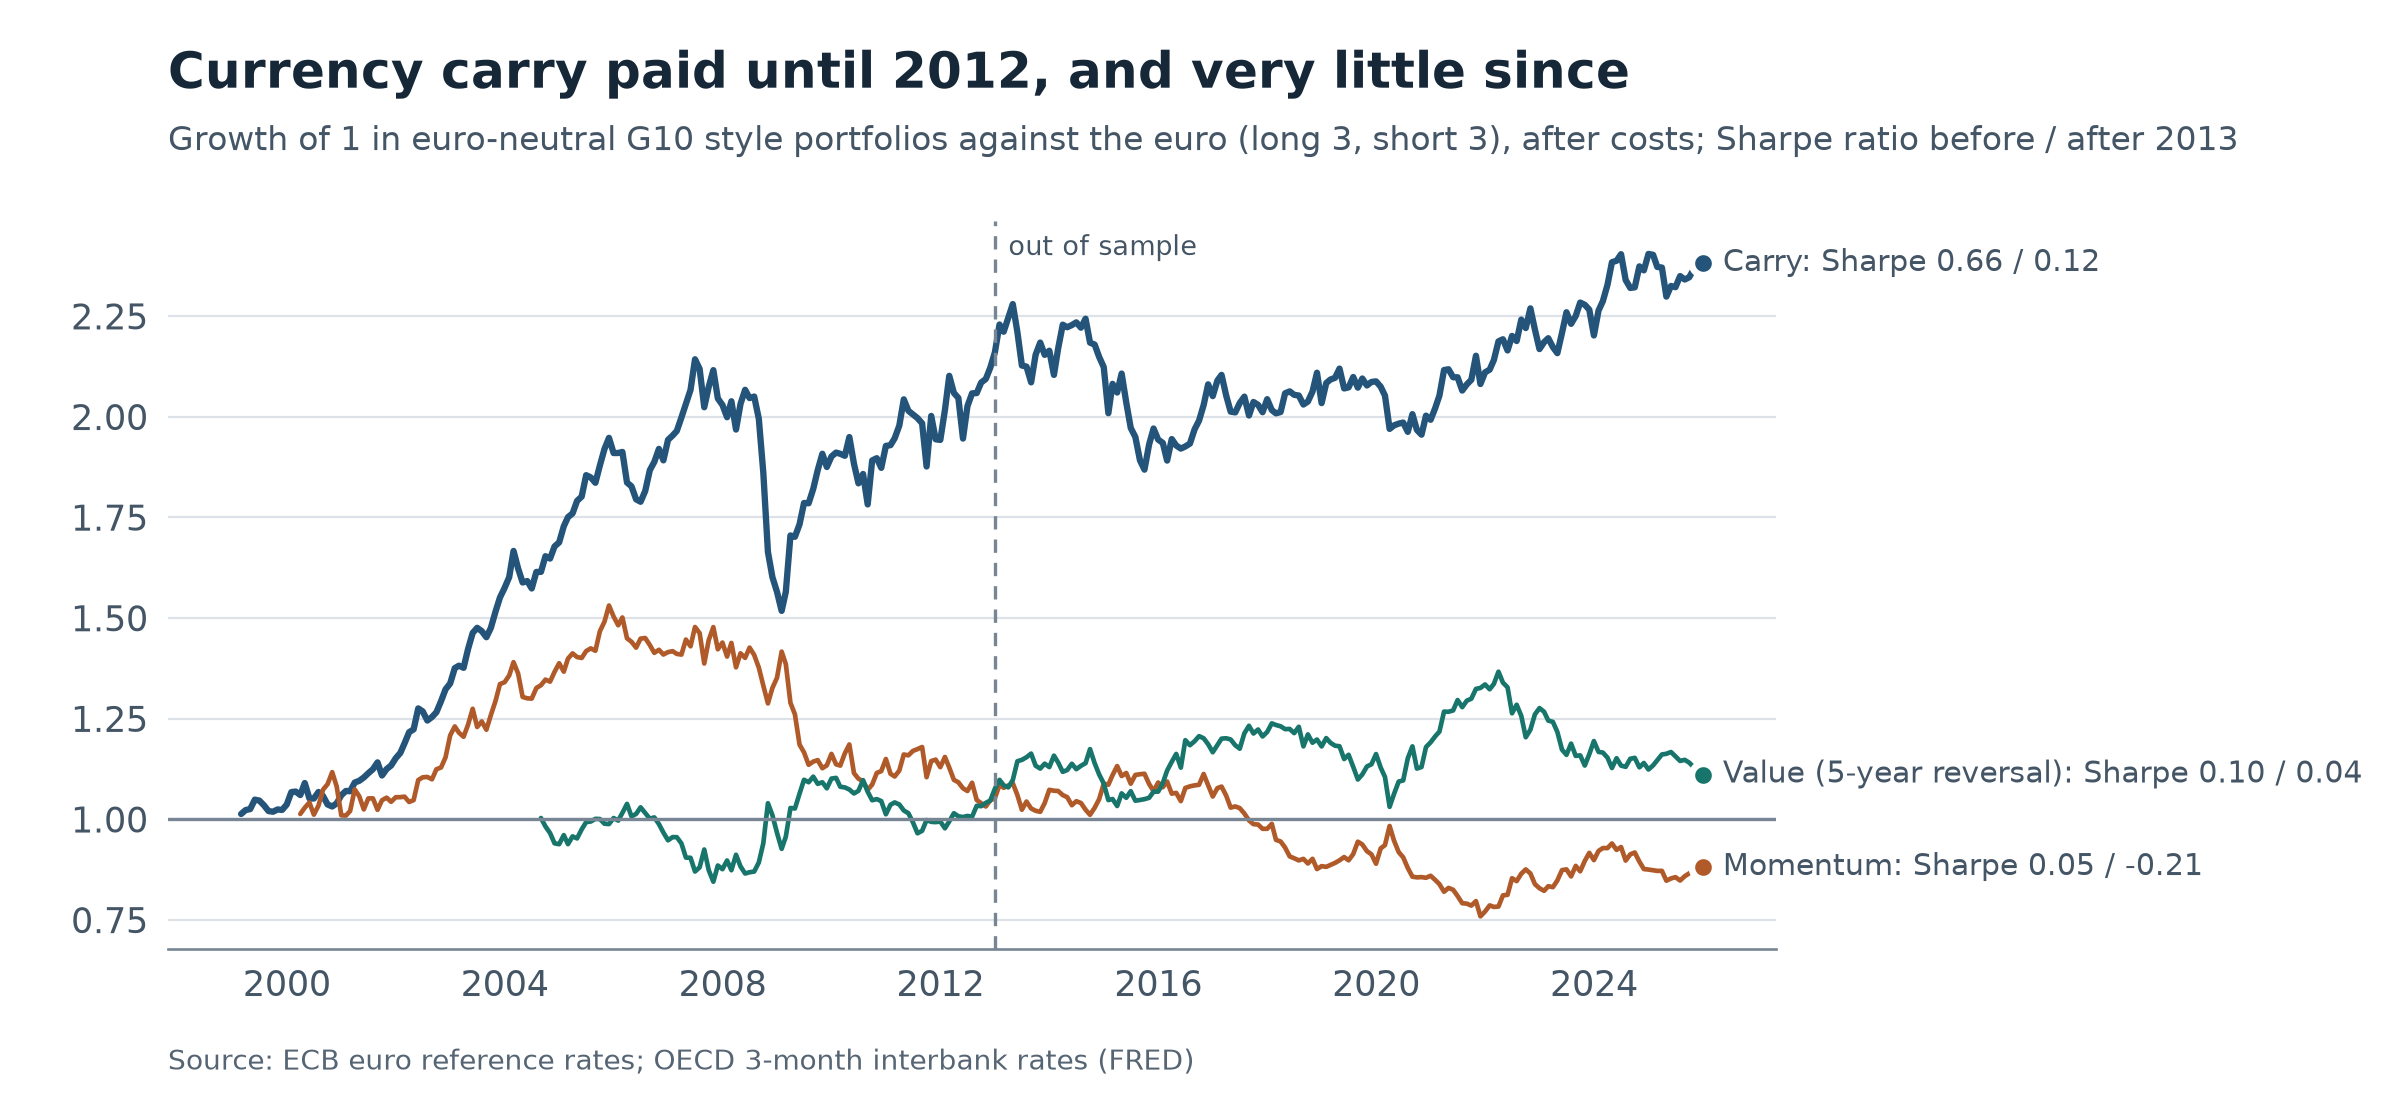 Currency carry paid until 2012, and very little since
Growth of 1 in euro-neutral G10 style portfolios against the euro (long 3, short 3), after costs; Sharpe ratio before / after 2013
out of sample
Carry: Sharpe 0.66 / 0.12
2.25
2.00
1.75
1.50
1.25
Value (5-year reversal): Sharpe 0.10 / 0.04
1.00
Momentum: Sharpe 0.05 / -0.21
0.75
2000 2004 2008 2012 2016 2020 2024
Source: ECB euro reference rates; OECD 3-month interbank rates (FRED)